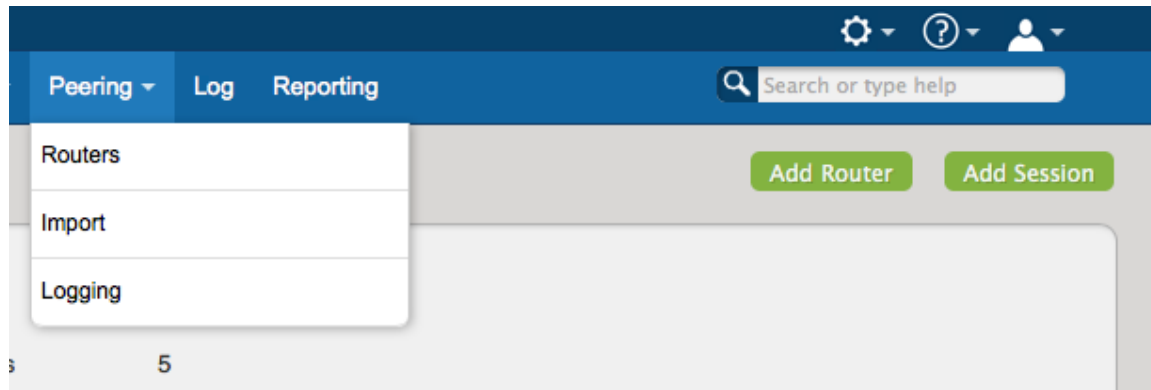 Peering Log Reporting Search or type help
Routers
Add Router Add Session
Import
Logging
s 5